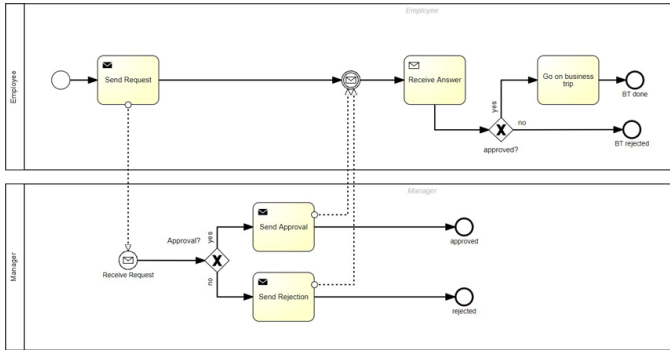 Employee
Employee
Send Request
Receive Answer
Go on business
trip
BT done
yes
no
approved?
BT rejected
Manager
Manager
Send Approval
Approval?
yes
approved
Receive Request
no
Send Rejection
rejected